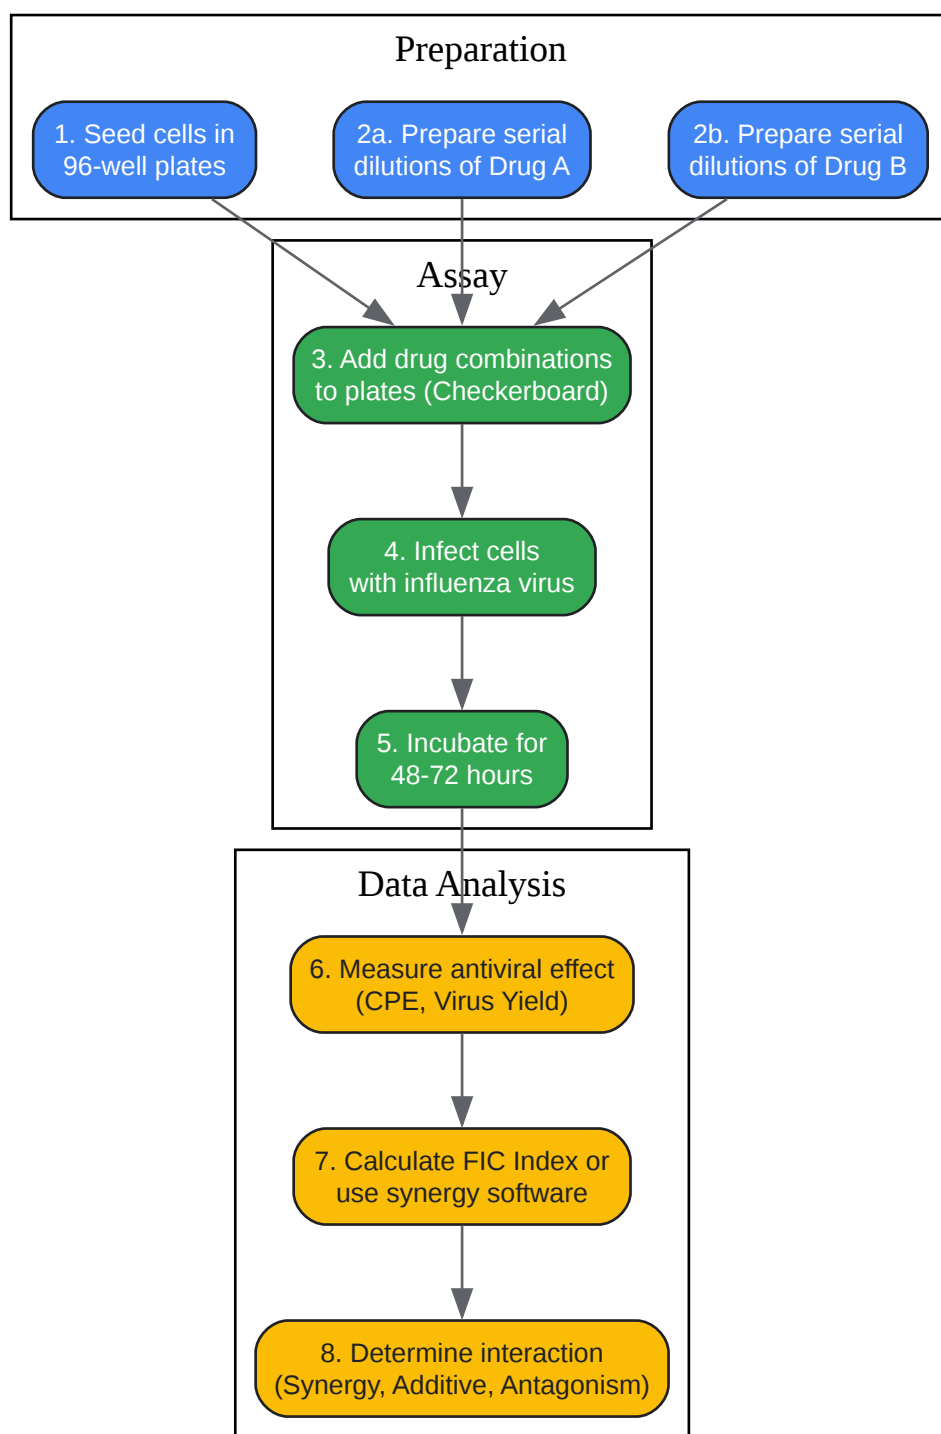 Preparation
1. Seed cells in
96-well plates
2a. Prepare serial
dilutions of Drug A
2b. Prepare serial
dilutions of Drug B
Assay
3. Add drug combinations
to plates (Checkerboard)
4. Infect cells
with influenza virus
5. Incubate for
48-72 hours
Data Analysis
6. Measure antiviral effect
(CPE, Virus Yield)
7. Calculate FIC Index or
use synergy software
8. Determine interaction
(Synergy, Additive, Antagonism)